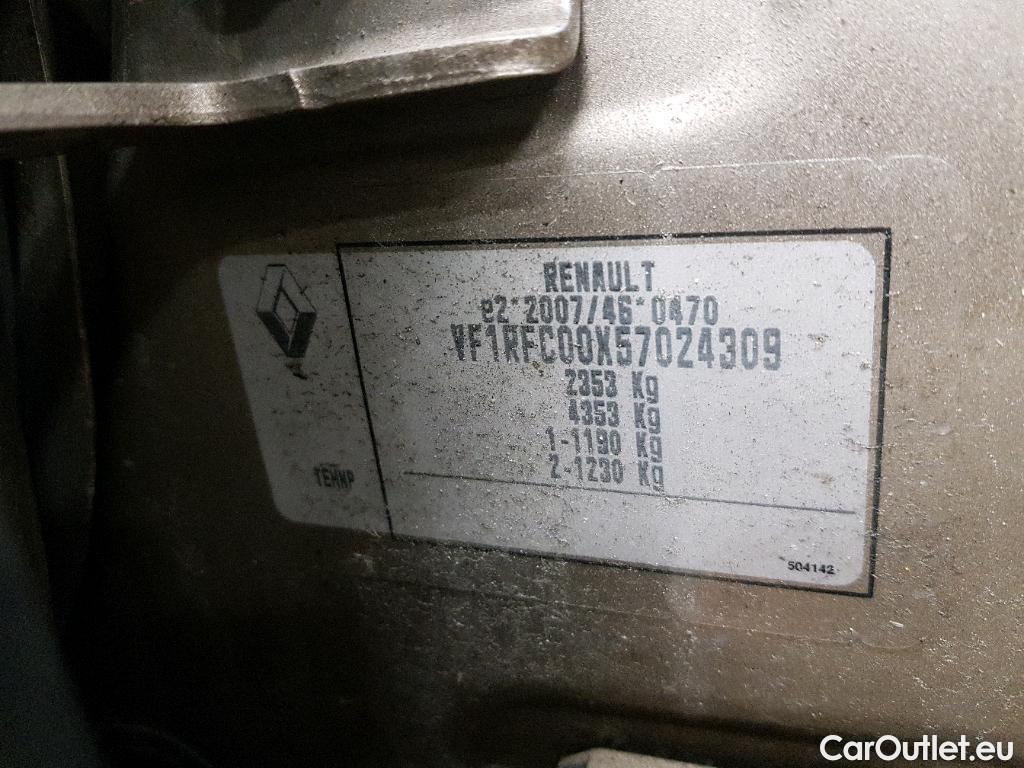 RENAULT
e2*2007/46*0470
VF1RFC00X57024309
2353 Kg
4353 Kg
1-1190 Kg
2-1230 Kg
TEHNP
504142
CarOutlet.eu